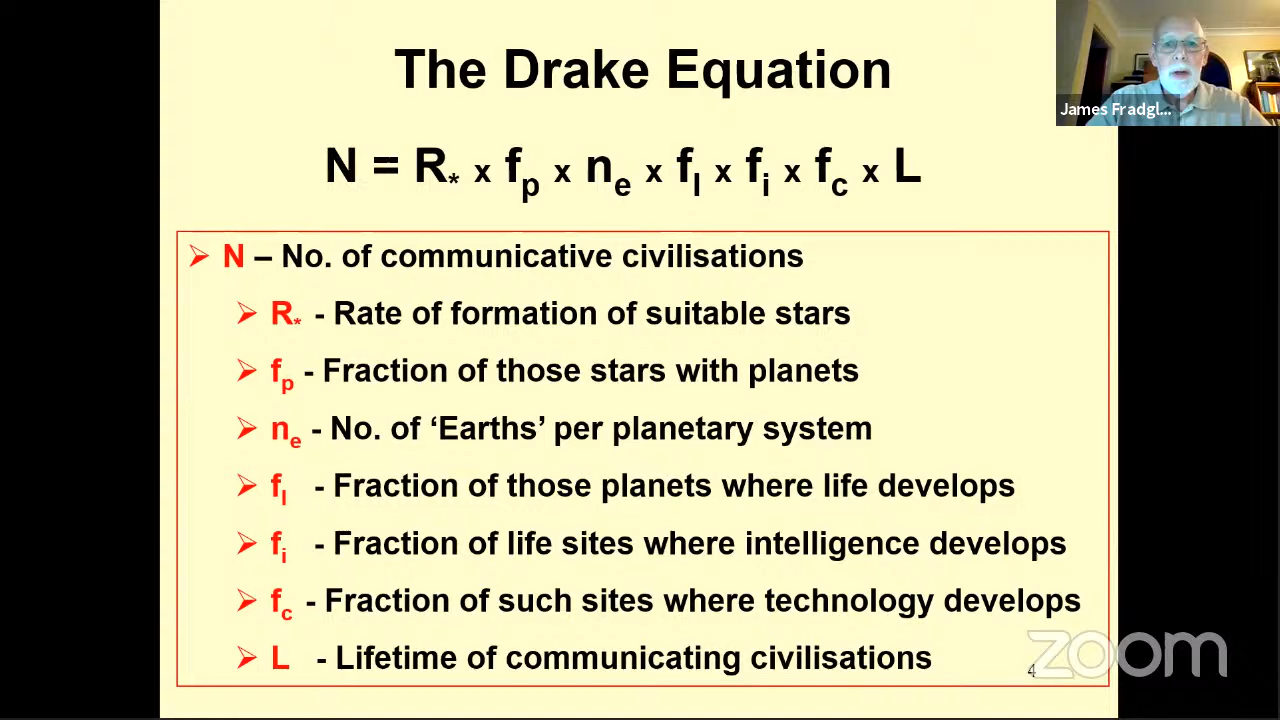 The Drake Equation
James Fradgl...
N = R* x fp x ne x fl x fi x fc x L
➢ N – No. of communicative civilisations
➢ R* - Rate of formation of suitable stars
➢ fp - Fraction of those stars with planets
➢ ne - No. of ‘Earths’ per planetary system
➢ fl - Fraction of those planets where life develops
➢ fi - Fraction of life sites where intelligence develops
➢ fc - Fraction of such sites where technology develops
➢ L - Lifetime of communicating civilisations
4
zoom